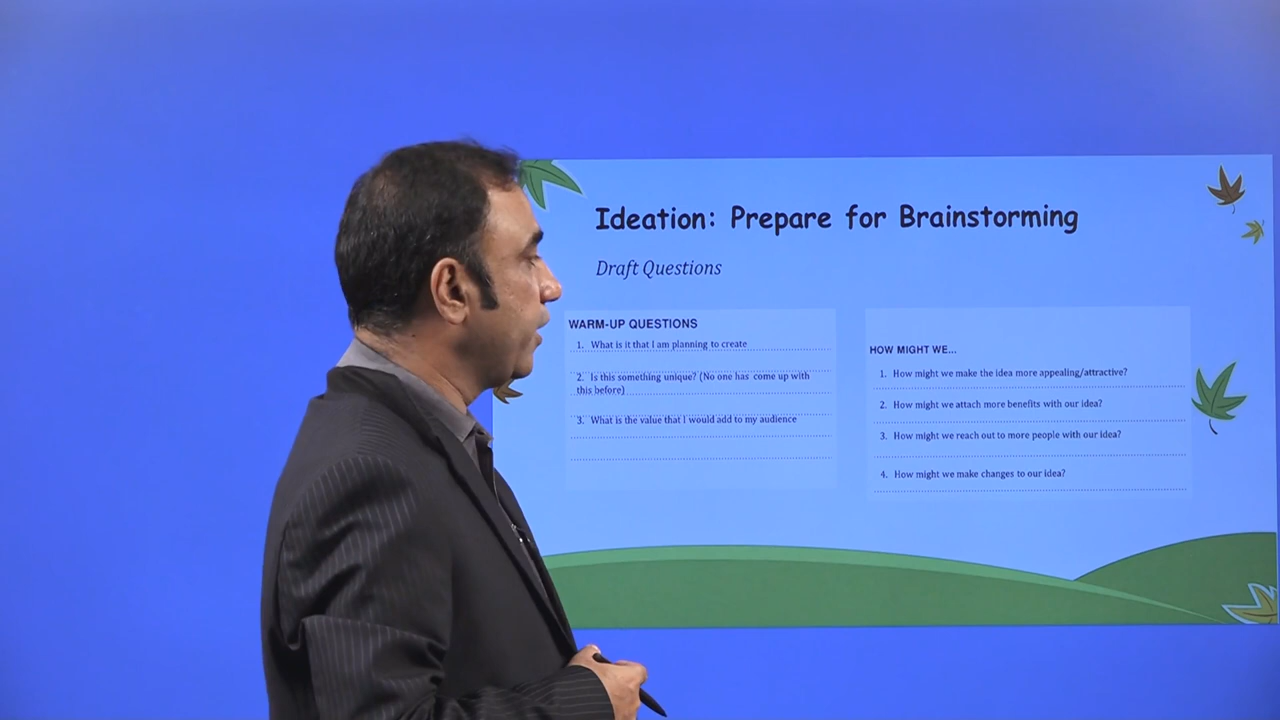 Ideation: Prepare for Brainstorming
Draft Questions
WARM-UP QUESTIONS
1. What is it that I am planning to create
2. Is this something unique? (No one has come up with
this before)
3. What is the value that I would add to my audience
HOW MIGHT WE...
1. How might we make the idea more appealing/attractive?
2. How might we attach more benefits with our idea?
3. How might we reach out to more people with our idea?
4. How might we make changes to our idea?